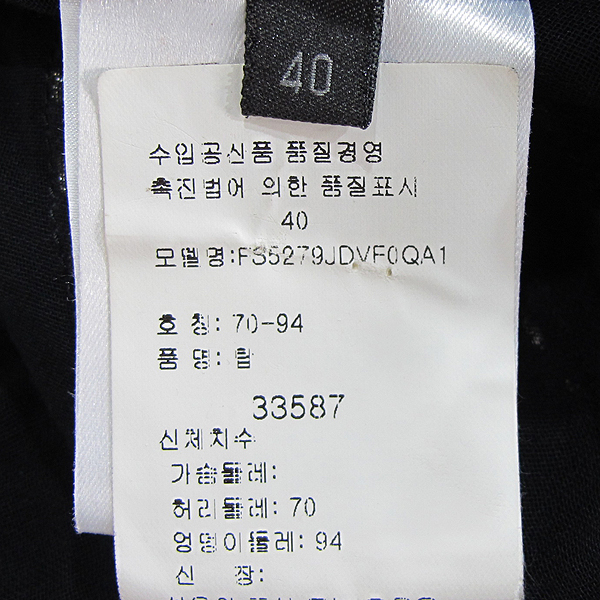 40
수입공산품 품질경영
촉진법에 의한 품질표시
40
모델명:FS5279JDVF0QA1
호 칭: 70-94
품 명: 탑
33587
신체치수
가슴둘레:
허리둘레: 70
엉덩이둘레: 94
신 장: